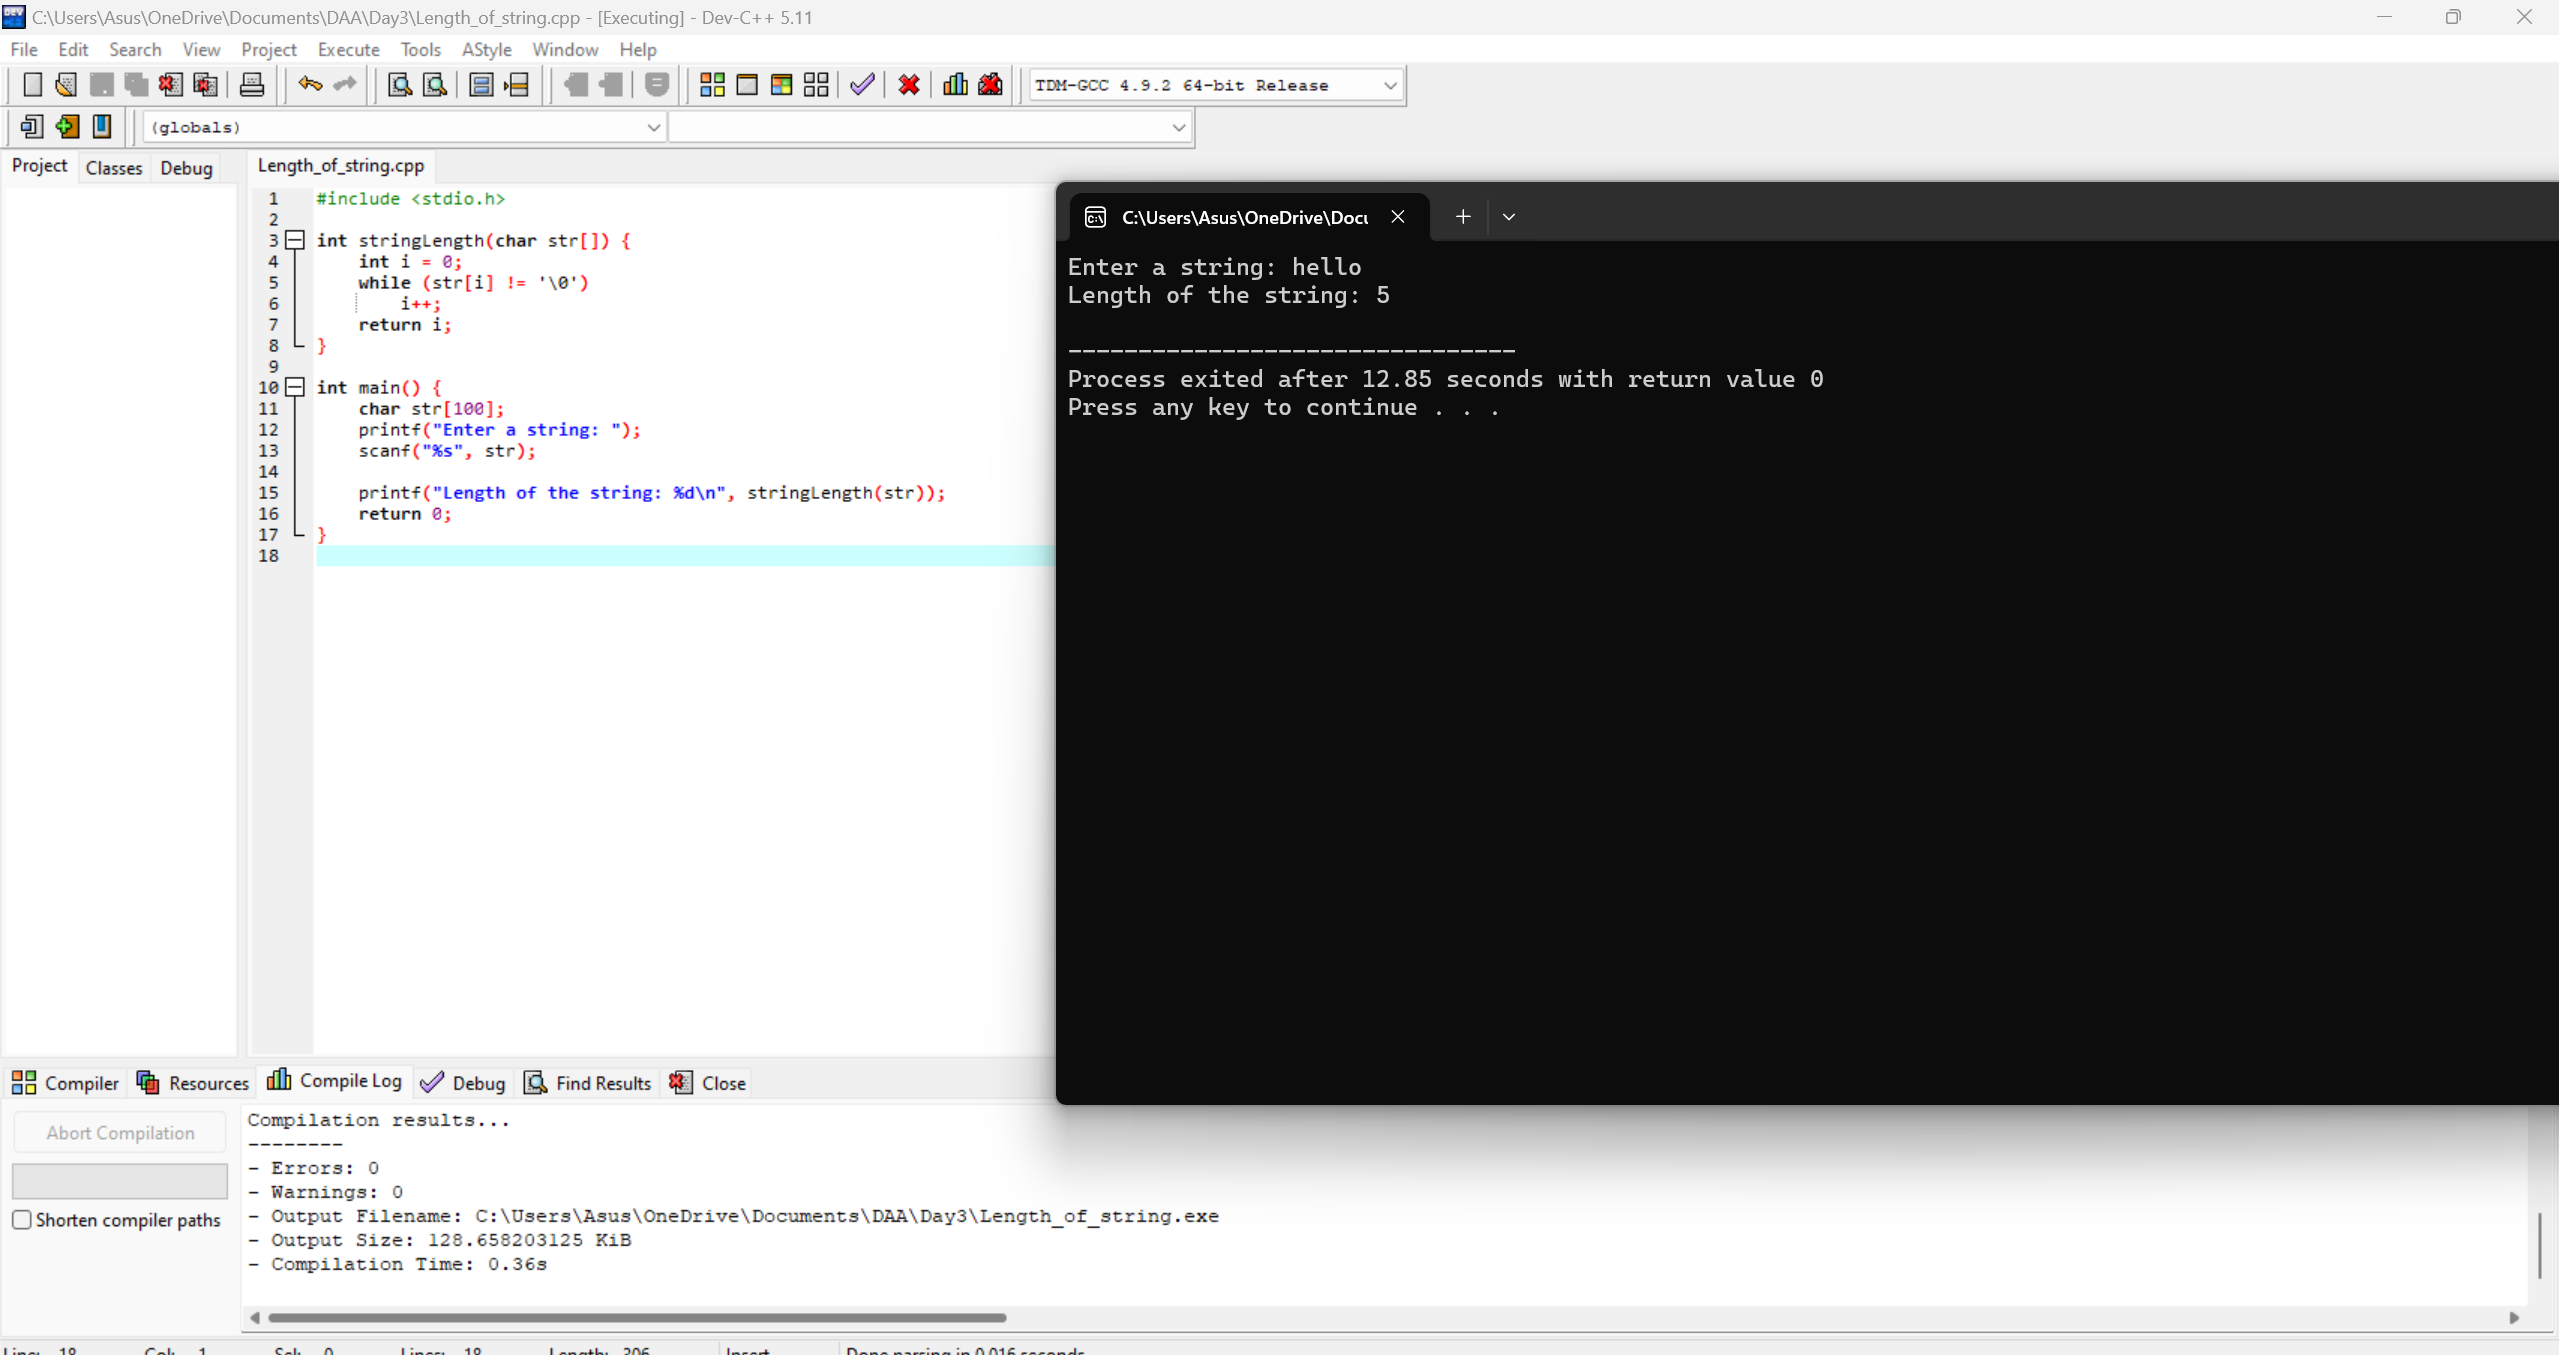 C:\Users\Asus\OneDrive\Documents\DAA\Day3\Length_of_string.cpp - [Executing] - Dev-C++ 5.11
File Edit Search View Project Execute Tools AStyle Window Help
TDM-GCC 4.9.2 64-bit Release
(globals)
Project Classes Debug
Length_of_string.cpp
1 #include <stdio.h>
2
3 int stringLength(char str[]) {
4     int i = 0;
5     while (str[i] != '\0')
6         i++;
7     return i;
8 }
9
10 int main() {
11     char str[100];
12     printf("Enter a string: ");
13     scanf("%s", str);
14
15     printf("Length of the string: %d\n", stringLength(str));
16     return 0;
17 }
18
C:\Users\Asus\OneDrive\Docu
Enter a string: hello
Length of the string: 5
--------------------------------
Process exited after 12.85 seconds with return value 0
Press any key to continue . . .
Compiler Resources Compile Log Debug Find Results Close
Abort Compilation
Shorten compiler paths
Compilation results...
--------
- Errors: 0
- Warnings: 0
- Output Filename: C:\Users\Asus\OneDrive\Documents\DAA\Day3\Length_of_string.exe
- Output Size: 128.658203125 KiB
- Compilation Time: 0.36s
Line: 18 Col: 1 Sel: 0 Lines: 18 Length: 306 Insert Done parsing in 0.016 seconds